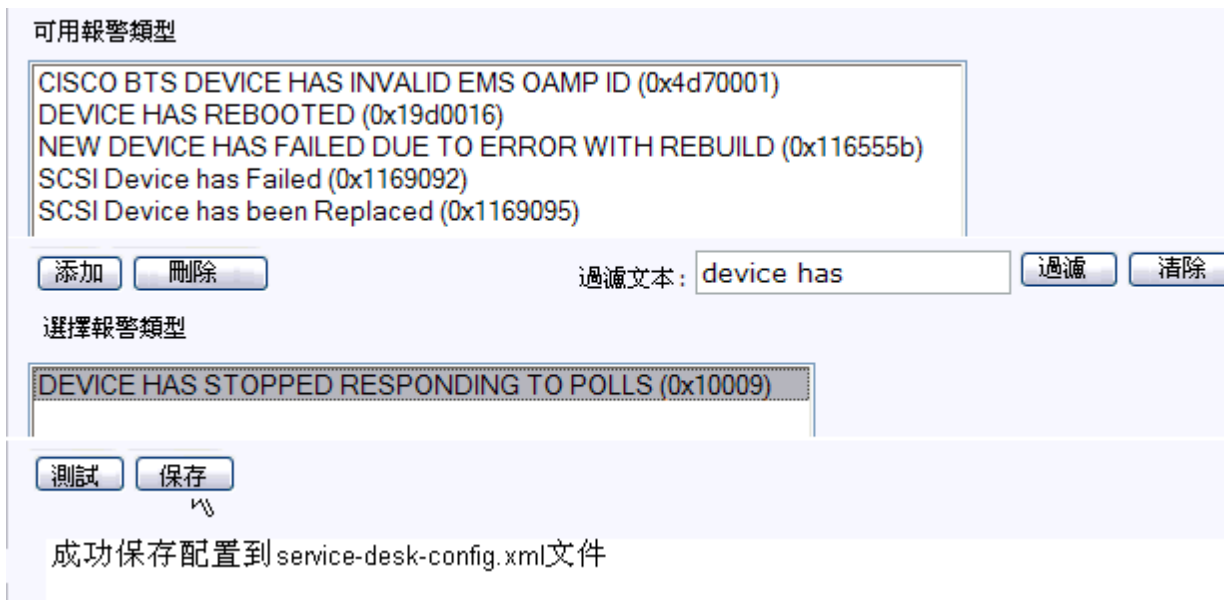 可用報警類型
CISCO BTS DEVICE HAS INVALID EMS OAMP ID (0x4d70001)
DEVICE HAS REBOOTED (0x19d0016)
NEW DEVICE HAS FAILED DUE TO ERROR WITH REBUILD (0x116555b)
SCSI Device has Failed (0x1169092)
SCSI Device has been Replaced (0x1169095)
添加 刪除 過濾文本: device has 過濾 清除
選擇報警類型
DEVICE HAS STOPPED RESPONDING TO POLLS (0x10009)
測試 保存
成功保存配置到service-desk-config.xml文件